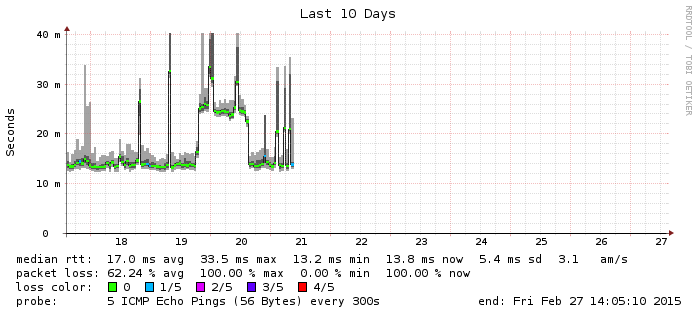 Last 10 Days
RRDTOOL / TOBI OETIKER
Seconds
40 m
30 m
20 m
10 m
0
18 19 20 21 22 23 24 25 26 27
median rtt: 17.0 ms avg 33.5 ms max 13.2 ms min 13.8 ms now 5.4 ms sd 3.1 am/s
packet loss: 62.24 % avg 100.00 % max 0.00 % min 100.00 % now
loss color: 0 1/5 2/5 3/5 4/5
probe: 5 ICMP Echo Pings (56 Bytes) every 300s end: Fri Feb 27 14:05:10 2015